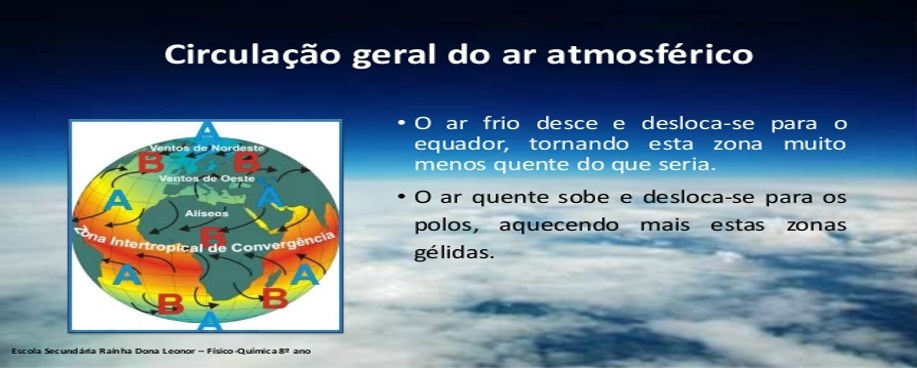 Circulação geral do ar atmosférico
A
Ventos de Nordeste
B B
Ventos de Oeste
A A
Alíseos
B
Zona Intertropical de Convergência
A A
B B
A
• O ar frio desce e desloca-se para o
equador, tornando esta zona muito
menos quente do que seria.
• O ar quente sobe e desloca-se para os
polos, aquecendo mais estas zonas
gélidas.
Escola Secundária Rainha Dona Leonor – Físico-Química 8º ano